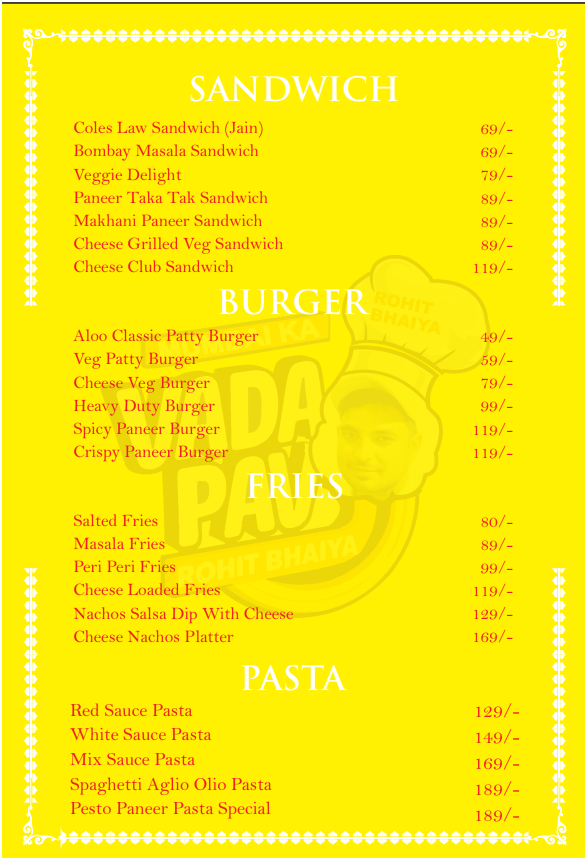 SANDWICH
Coles Law Sandwich (Jain) 69/-
Bombay Masala Sandwich 69/-
Veggie Delight 79/-
Paneer Taka Tak Sandwich 89/-
Makhani Paneer Sandwich 89/-
Cheese Grilled Veg Sandwich 89/-
Cheese Club Sandwich 119/-
ROHIT
BHAIYA
BURGER
KA
Aloo Classic Patty Burger 49/-
Veg Patty Burger 59/-
Cheese Veg Burger 79/-
Heavy Duty Burger 99/-
Spicy Paneer Burger 119/-
Crispy Paneer Burger 119/-
VADA
PAV
FRIES
Salted Fries 80/-
Masala Fries 89/-
Peri Peri Fries 99/-
ROHIT BHAIYA
Cheese Loaded Fries 119/-
Nachos Salsa Dip With Cheese 129/-
Cheese Nachos Platter 169/-
PASTA
Red Sauce Pasta 129/-
White Sauce Pasta 149/-
Mix Sauce Pasta 169/-
Spaghetti Aglio Olio Pasta 189/-
Pesto Paneer Pasta Special 189/-